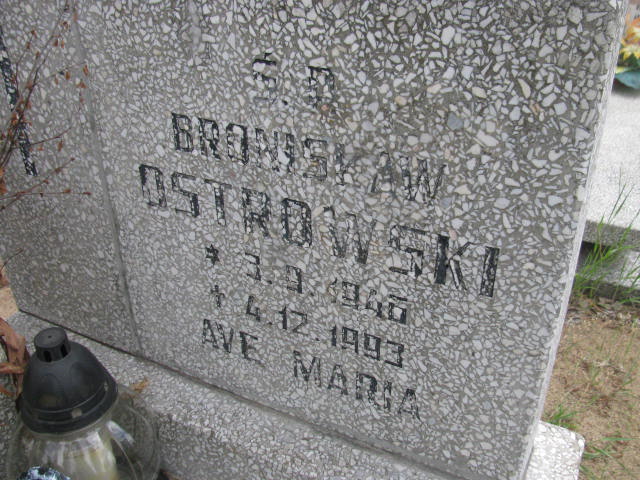 Ś. P.
BRONISŁAW
OSTROWSKI
* 3.9.1946
† 4.12.1993
AVE MARIA